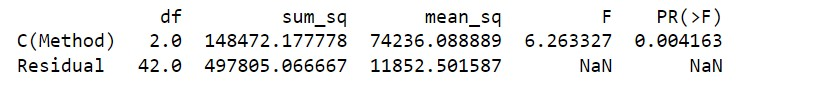 df sum_sq mean_sq F PR(>F)
C(Method) 2.0 148472.177778 74236.088889 6.263327 0.004163
Residual 42.0 497805.066667 11852.501587 NaN NaN